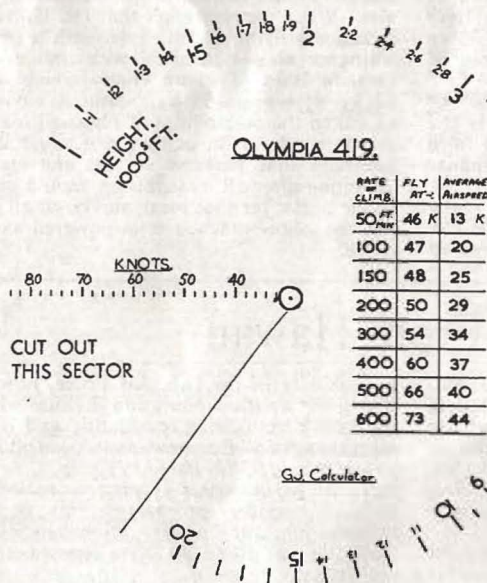 1·1 1·2 1·3 1·4 1·5 1·6 1·7 1·8 1·9 2 2·2 2·4 2·6 2·8 3
HEIGHT.
1000'S FT.
OLYMPIA 419.
RATE OF CLIMB. FLY AT-: AVERAGE AIRSPEED
50 FT. MIN 46 K 13 K
100 47 20
150 48 25
200 50 29
300 54 34
400 60 37
500 66 40
600 73 44
KNOTS
80 70 60 50 40
CUT OUT
THIS SECTOR
G.J. Calculator.
20 15 14 13 12 11 10 9